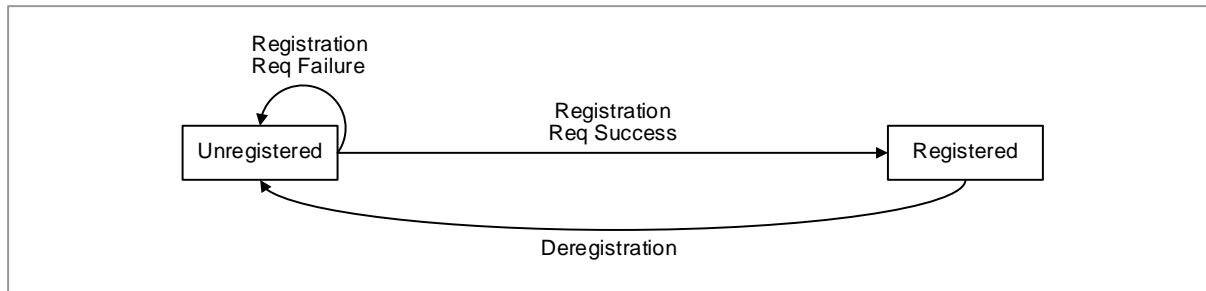 Registration
Req Failure
Registration
Req Success
Unregistered
Registered
Deregistration